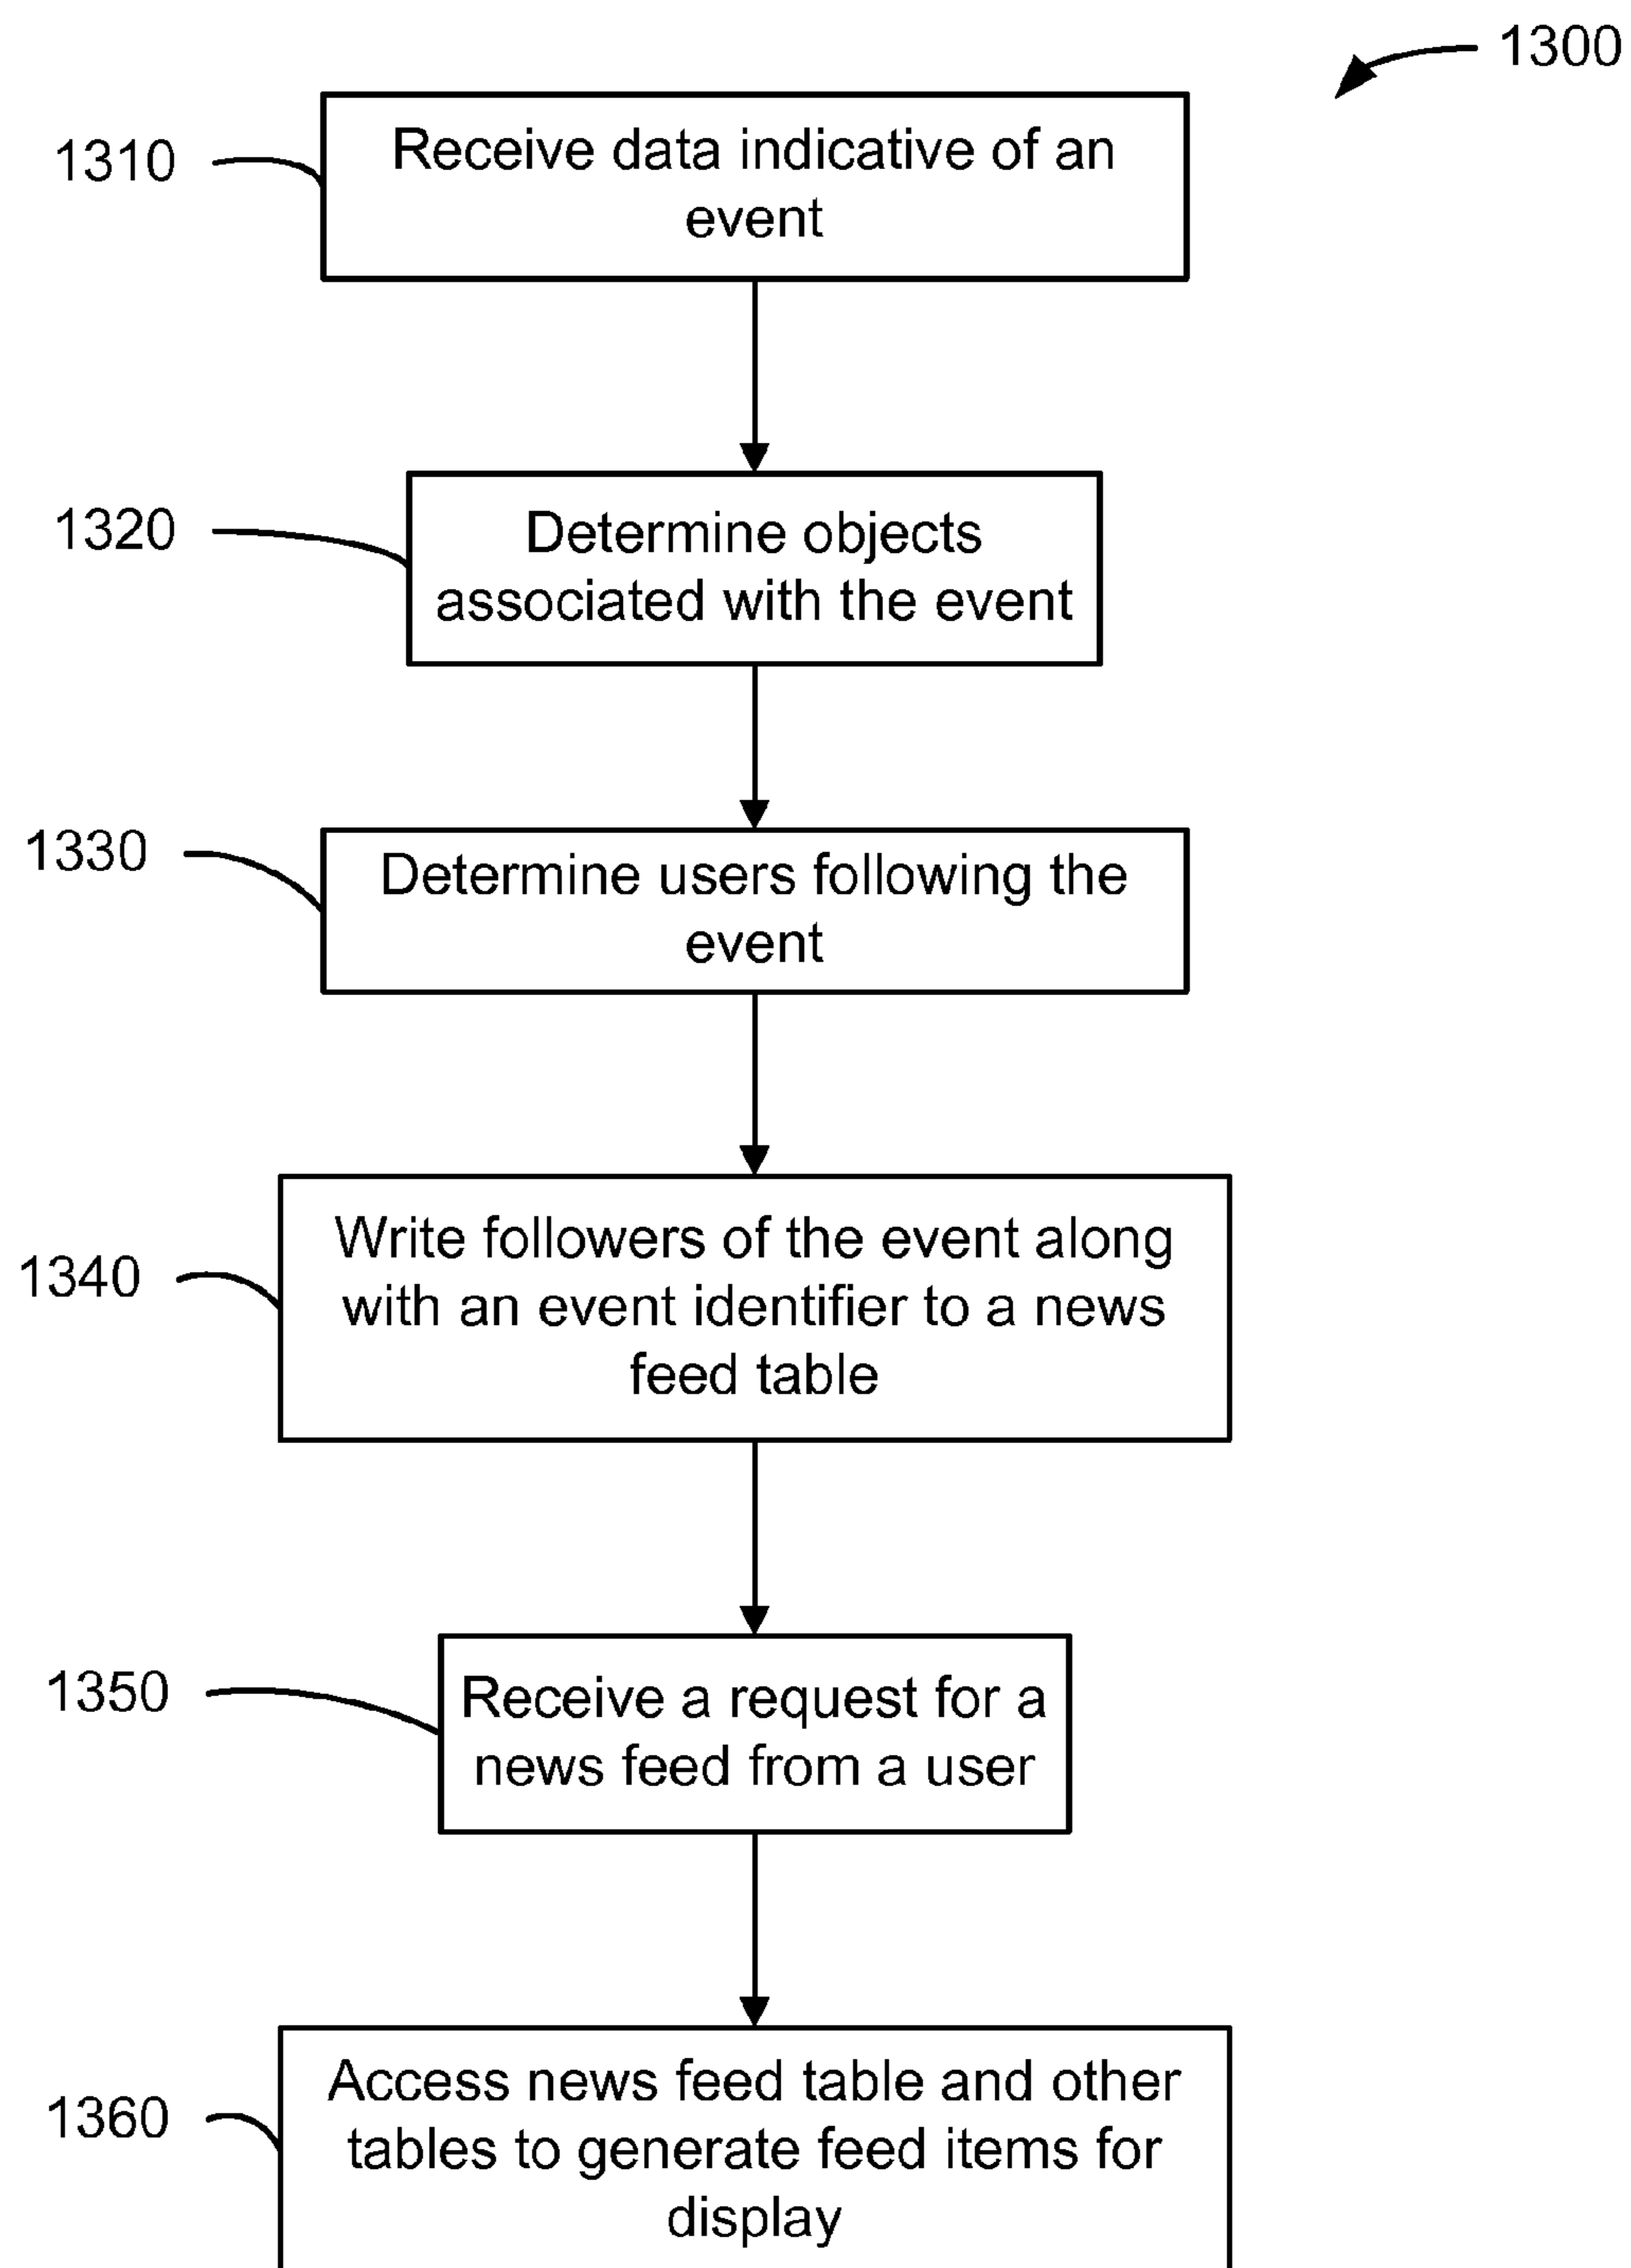 1300
1310
Receive data indicative of an
event
1320
Determine objects
associated with the event
1330
Determine users following the
event
1340
Write followers of the event along
with an event identifier to a news
feed table
1350
Receive a request for a
news feed from a user
1360
Access news feed table and other
tables to generate feed items for
display